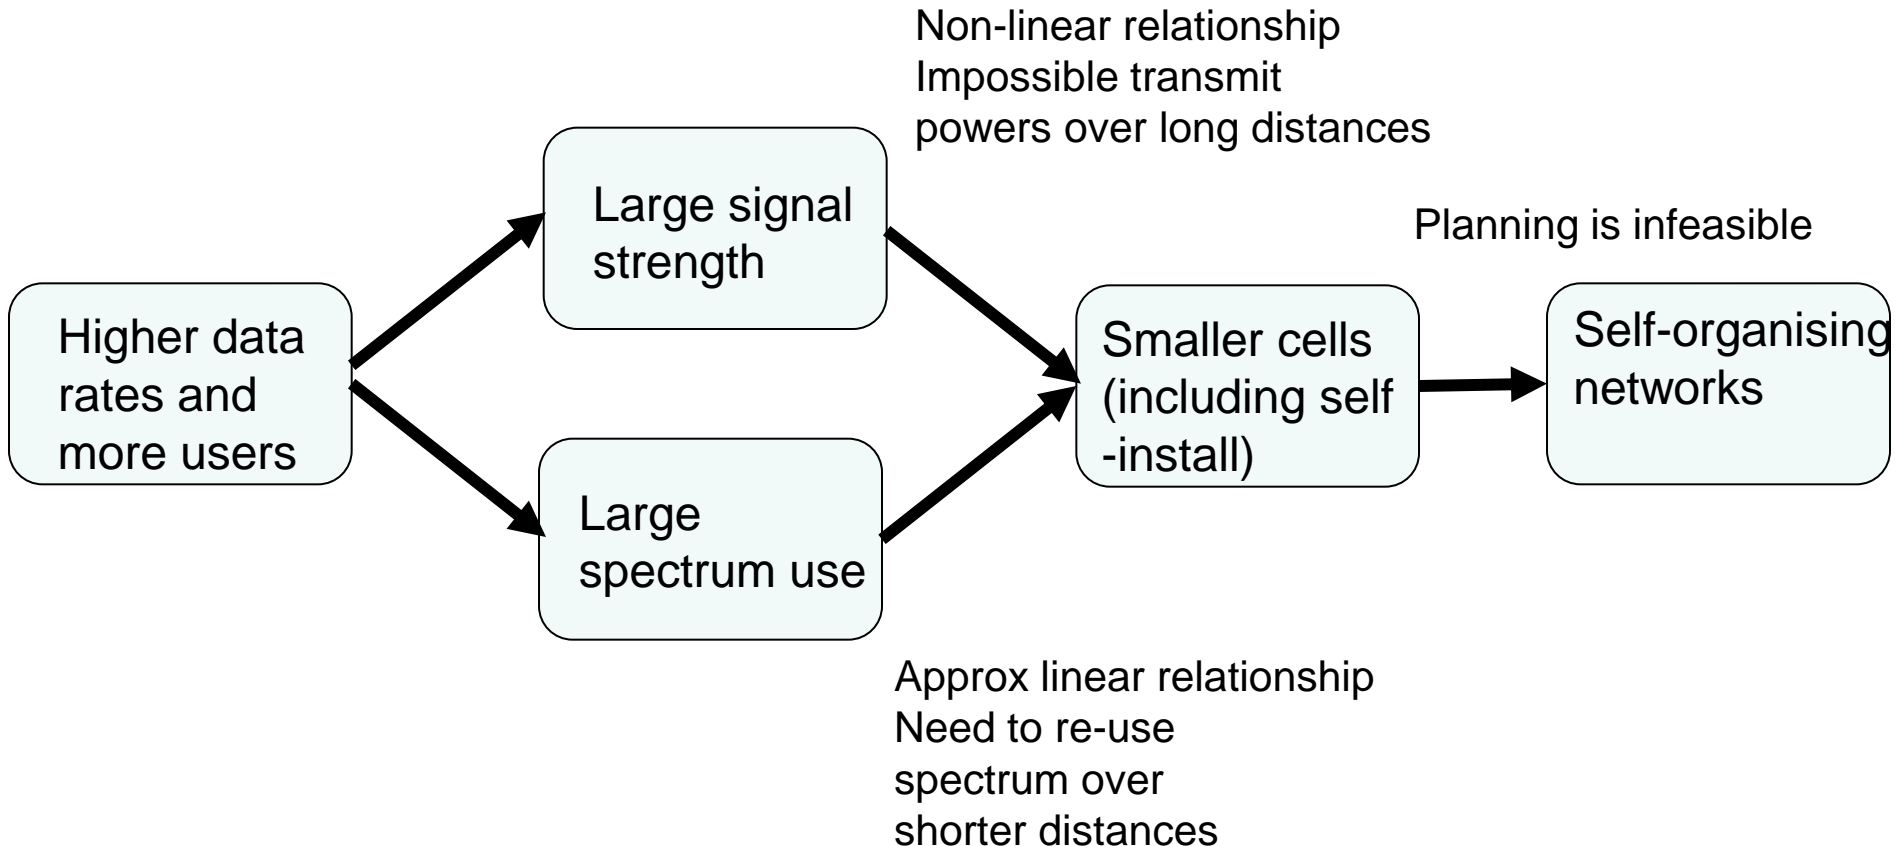 Non-linear relationship
Impossible transmit
powers over long distances
Large signal
strength
Planning is infeasible
Higher data
rates and
more users
Smaller cells
(including self
-install)
Self-organising
networks
Large
spectrum use
Approx linear relationship
Need to re-use
spectrum over
shorter distances